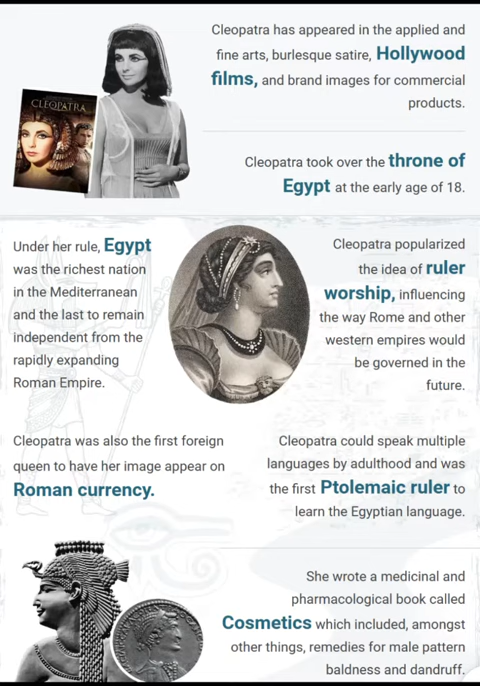 Cleopatra has appeared in the applied and
fine arts, burlesque satire, Hollywood
films, and brand images for commercial
products.
CLEOPATRA
Cleopatra took over the throne of
Egypt at the early age of 18.
Under her rule, Egypt
was the richest nation
in the Mediterranean
and the last to remain
independent from the
rapidly expanding
Roman Empire.
Cleopatra popularized
the idea of ruler
worship, influencing
the way Rome and other
western empires would
be governed in the
future.
Cleopatra was also the first foreign
queen to have her image appear on
Roman currency.
Cleopatra could speak multiple
languages by adulthood and was
the first Ptolemaic ruler to
learn the Egyptian language.
She wrote a medicinal and
pharmacological book called
Cosmetics which included, amongst
other things, remedies for male pattern
baldness and dandruff.